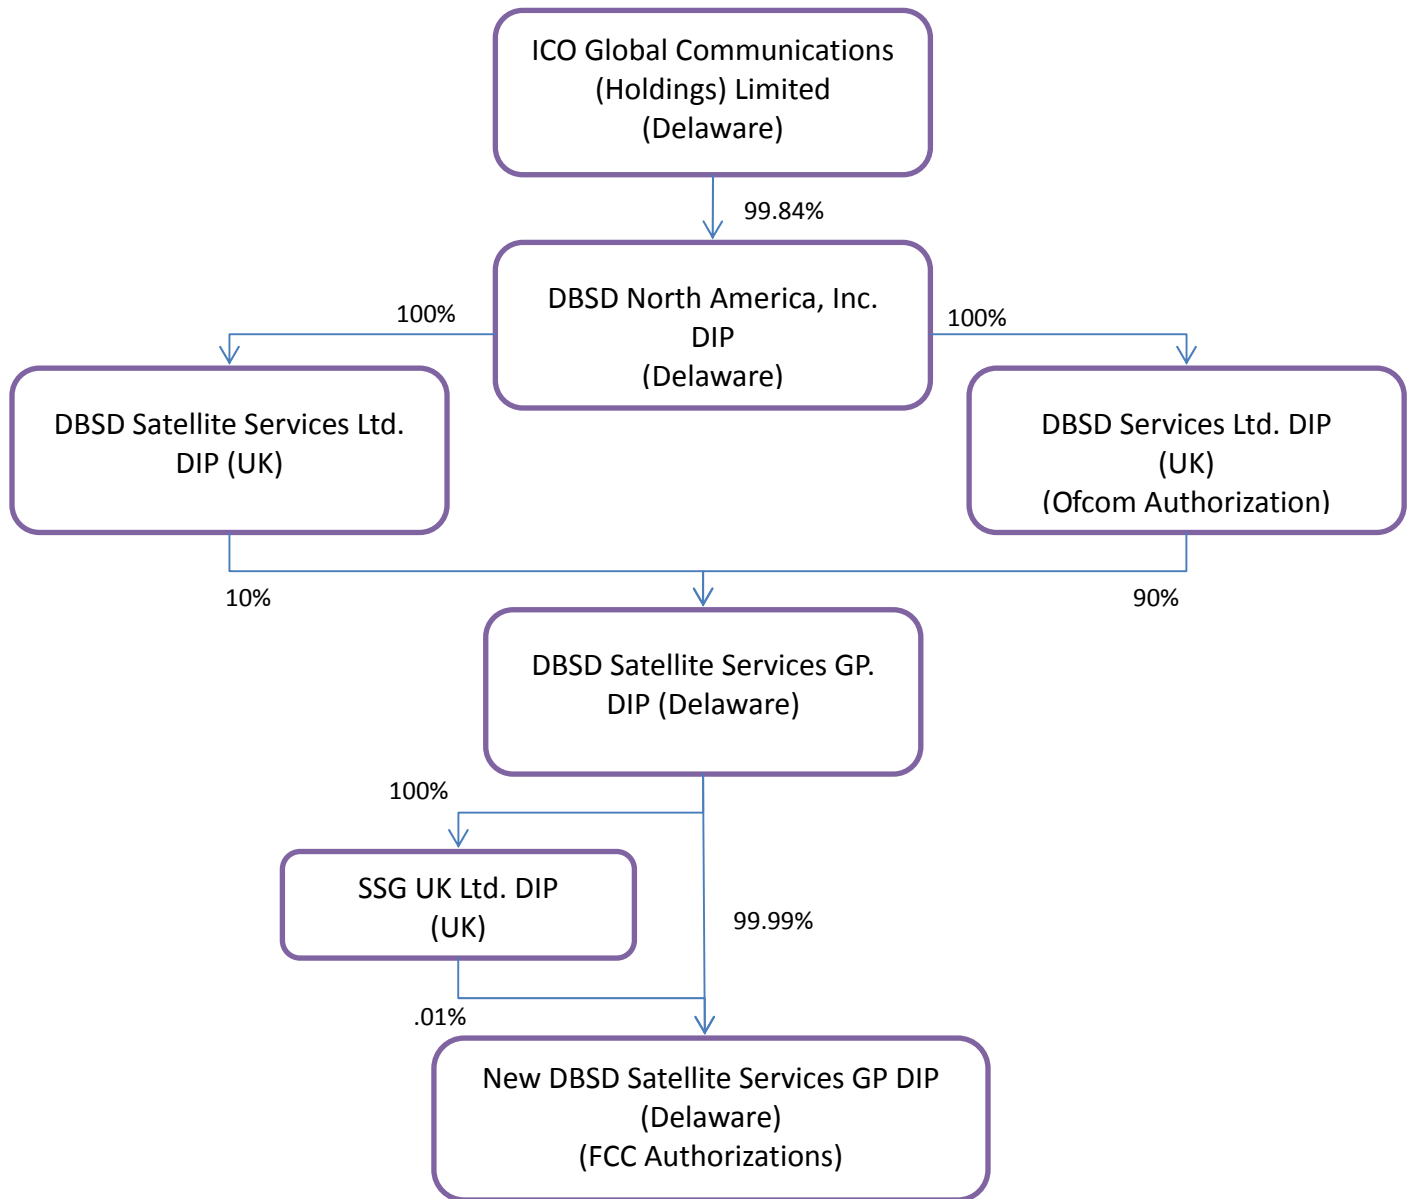 ICO Global Communications
(Holdings) Limited
(Delaware)
99.84%
DBSD North America, Inc.
DIP
(Delaware)
100%
100%
DBSD Satellite Services Ltd.
DIP (UK)
DBSD Services Ltd. DIP
(UK)
(Ofcom Authorization)
10%
90%
DBSD Satellite Services GP.
DIP (Delaware)
100%
SSG UK Ltd. DIP
(UK)
99.99%
.01%
New DBSD Satellite Services GP DIP
(Delaware)
(FCC Authorizations)